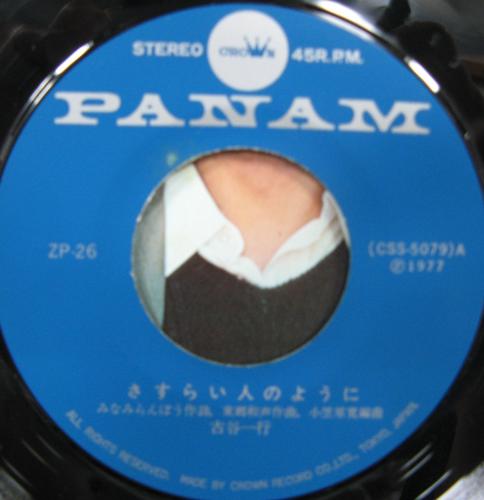 STEREO CROWN 45R.P.M.
PANAM
ZP-26
(CSS-5079)A
Ⓟ1977
さすらい人のように
みなみらんぼう作詞, 東郷和声作曲, 小笠原寛編曲
古谷一行
ALL RIGHTS RESERVED. MADE BY CROWN RECORD CO., LTD., TOKYO, JAPAN.